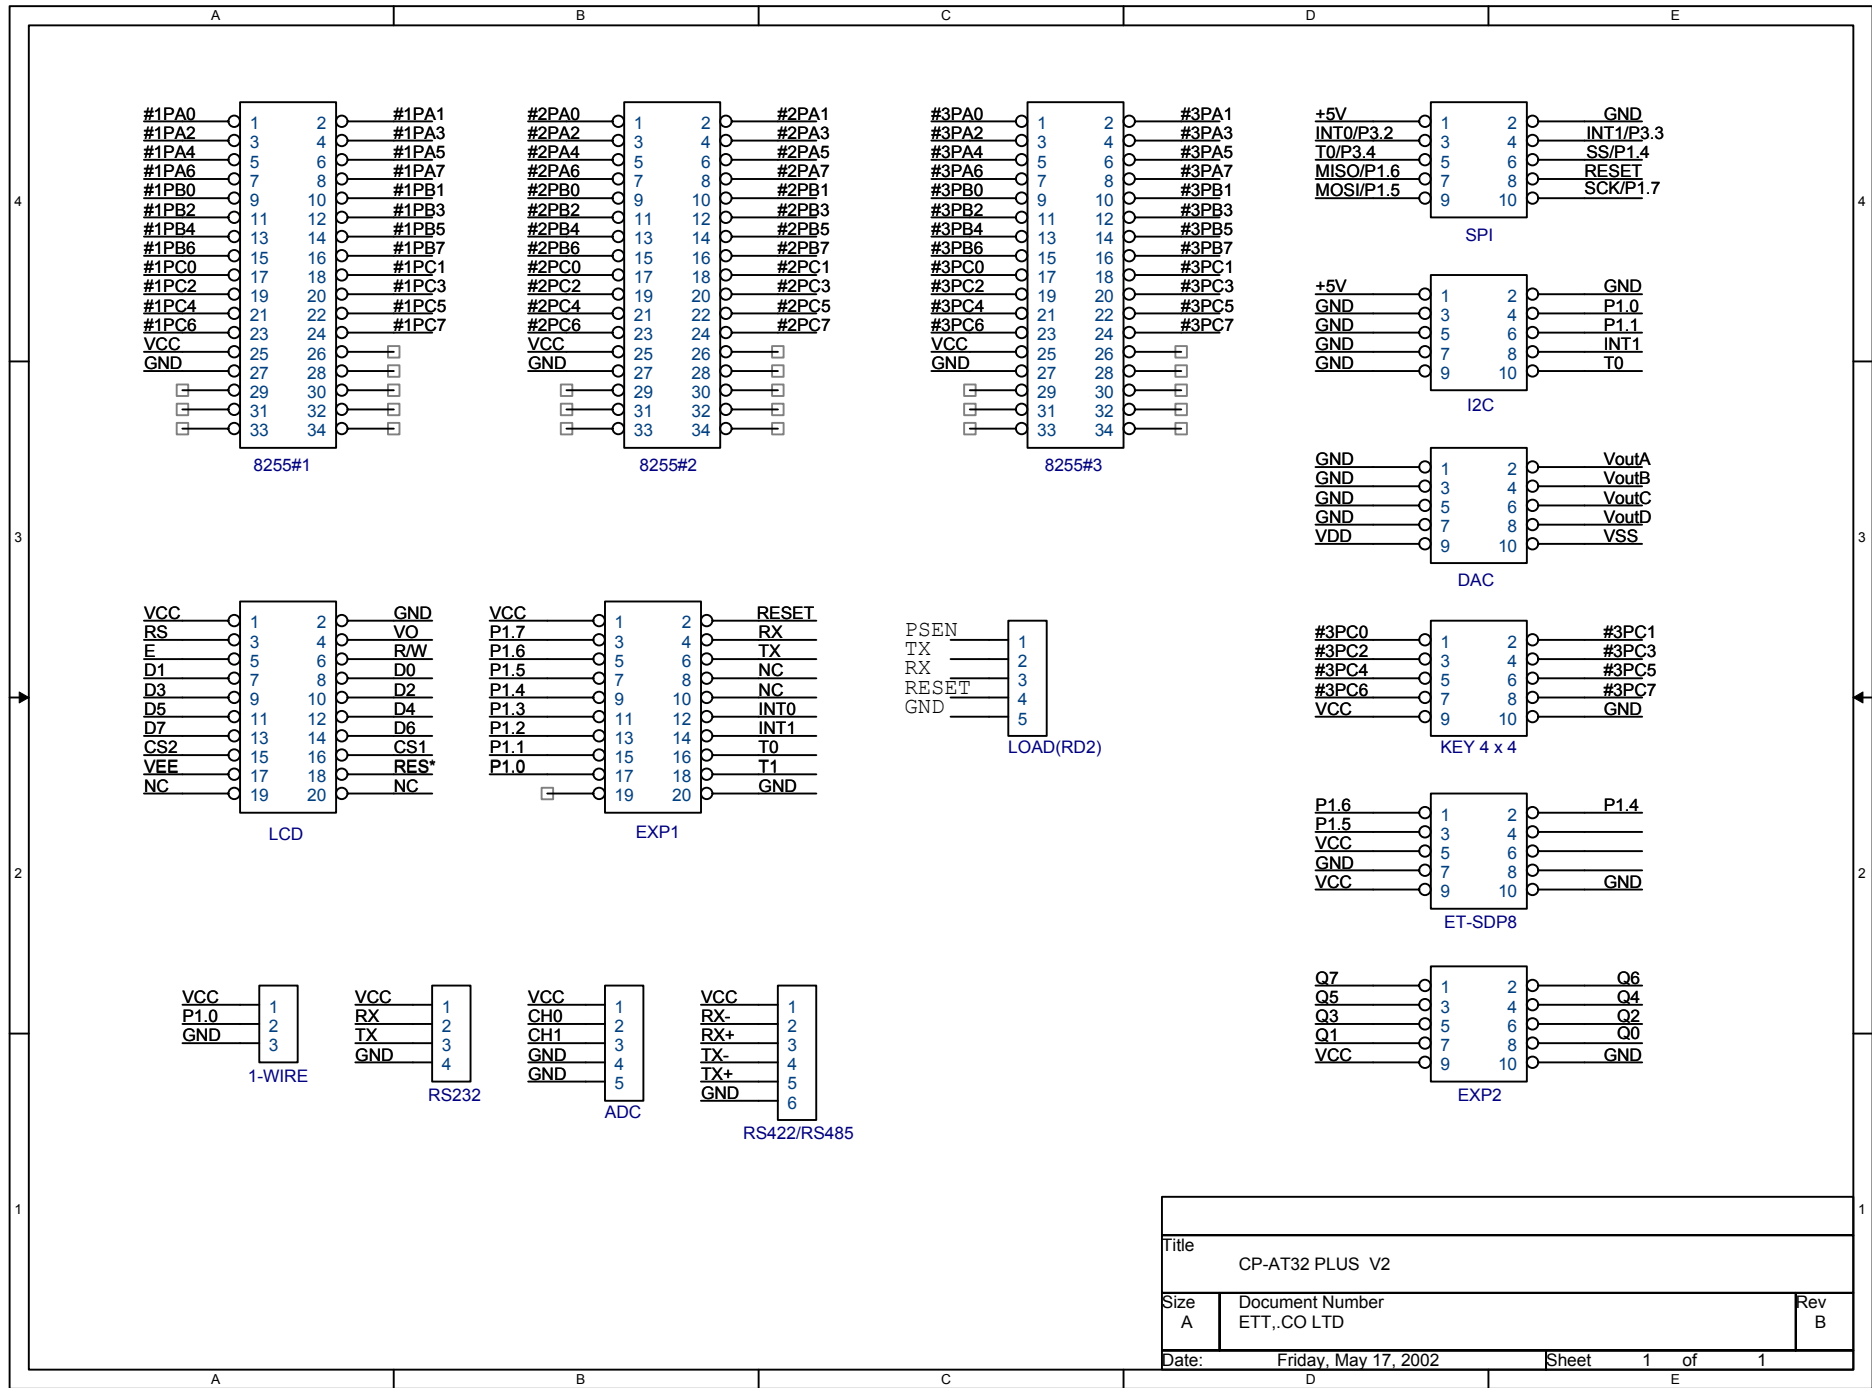 A B C D E
#1PA0 1 2 #1PA1
#1PA2 3 4 #1PA3
#1PA4 5 6 #1PA5
#1PA6 7 8 #1PA7
#1PB0 9 10 #1PB1
#1PB2 11 12 #1PB3
#1PB4 13 14 #1PB5
#1PB6 15 16 #1PB7
#1PC0 17 18 #1PC1
#1PC2 19 20 #1PC3
#1PC4 21 22 #1PC5
#1PC6 23 24 #1PC7
VCC 25 26
GND 27 28
29 30
31 32
33 34
8255#1
#2PA0 1 2 #2PA1
#2PA2 3 4 #2PA3
#2PA4 5 6 #2PA5
#2PA6 7 8 #2PA7
#2PB0 9 10 #2PB1
#2PB2 11 12 #2PB3
#2PB4 13 14 #2PB5
#2PB6 15 16 #2PB7
#2PC0 17 18 #2PC1
#2PC2 19 20 #2PC3
#2PC4 21 22 #2PC5
#2PC6 23 24 #2PC7
VCC 25 26
GND 27 28
29 30
31 32
33 34
8255#2
#3PA0 1 2 #3PA1
#3PA2 3 4 #3PA3
#3PA4 5 6 #3PA5
#3PA6 7 8 #3PA7
#3PB0 9 10 #3PB1
#3PB2 11 12 #3PB3
#3PB4 13 14 #3PB5
#3PB6 15 16 #3PB7
#3PC0 17 18 #3PC1
#3PC2 19 20 #3PC3
#3PC4 21 22 #3PC5
#3PC6 23 24 #3PC7
VCC 25 26
GND 27 28
29 30
31 32
33 34
8255#3
+5V 1 2 GND
INT0/P3.2 3 4 INT1/P3.3
T0/P3.4 5 6 SS/P1.4
MISO/P1.6 7 8 RESET
MOSI/P1.5 9 10 SCK/P1.7
SPI
4 4
+5V 1 2 GND
GND 3 4 P1.0
GND 5 6 P1.1
GND 7 8 INT1
GND 9 10 T0
I2C
GND 1 2 VoutA
GND 3 4 VoutB
GND 5 6 VoutC
GND 7 8 VoutD
VDD 9 10 VSS
DAC
3 3
VCC 1 2 GND
RS 3 4 VO
E 5 6 R/W
D1 7 8 D0
D3 9 10 D2
D5 11 12 D4
D7 13 14 D6
CS2 15 16 CS1
VEE 17 18 RES*
NC 19 20 NC
LCD
VCC 1 2 RESET
P1.7 3 4 RX
P1.6 5 6 TX
P1.5 7 8 NC
P1.4 9 10 NC
P1.3 11 12 INT0
P1.2 13 14 INT1
P1.1 15 16 T0
P1.0 17 18 T1
19 20 GND
EXP1
PSEN 1
TX 2
RX 3
RESET 4
GND 5
LOAD(RD2)
#3PC0 1 2 #3PC1
#3PC2 3 4 #3PC3
#3PC4 5 6 #3PC5
#3PC6 7 8 #3PC7
VCC 9 10 GND
KEY 4 x 4
P1.6 1 2 P1.4
P1.5 3 4
VCC 5 6
GND 7 8
VCC 9 10 GND
ET-SDP8
2 2
VCC 1
P1.0 2
GND 3
1-WIRE
VCC 1
RX 2
TX 3
GND 4
RS232
VCC 1
CH0 2
CH1 3
GND 4
GND 5
ADC
VCC 1
RX- 2
RX+ 3
TX- 4
TX+ 5
GND 6
RS422/RS485
Q7 1 2 Q6
Q5 3 4 Q4
Q3 5 6 Q2
Q1 7 8 Q0
VCC 9 10 GND
EXP2
1 1
Title
CP-AT32 PLUS V2
Size Document Number Rev
A ETT,.CO LTD B
Date: Friday, May 17, 2002 Sheet 1 of 1
A B C D E